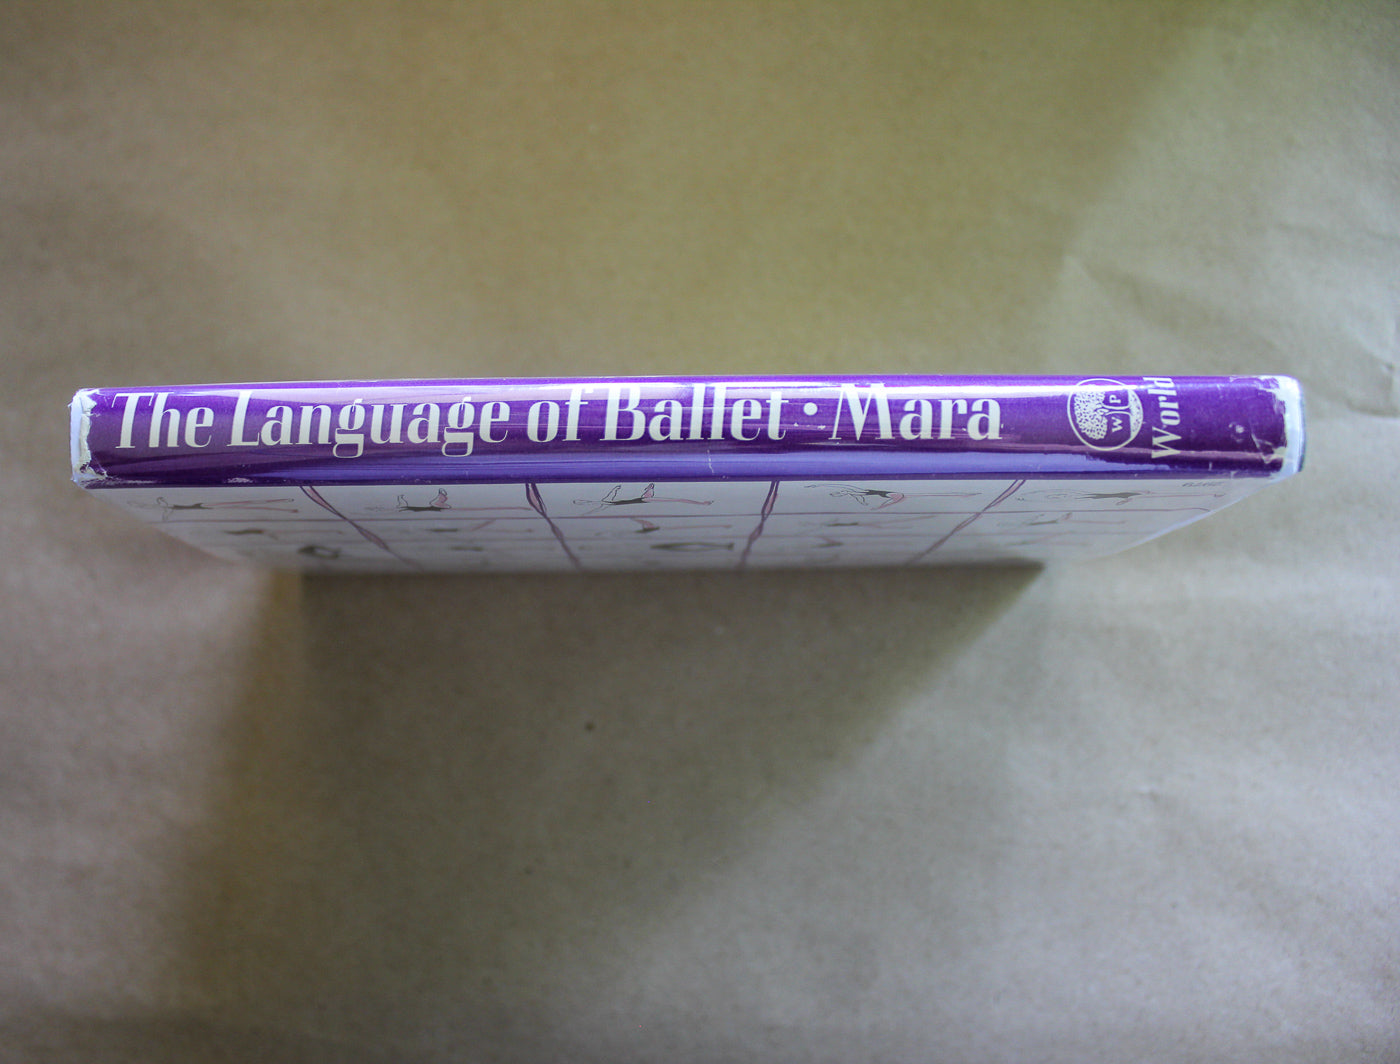 The Language of Ballet · Mara
W P
World